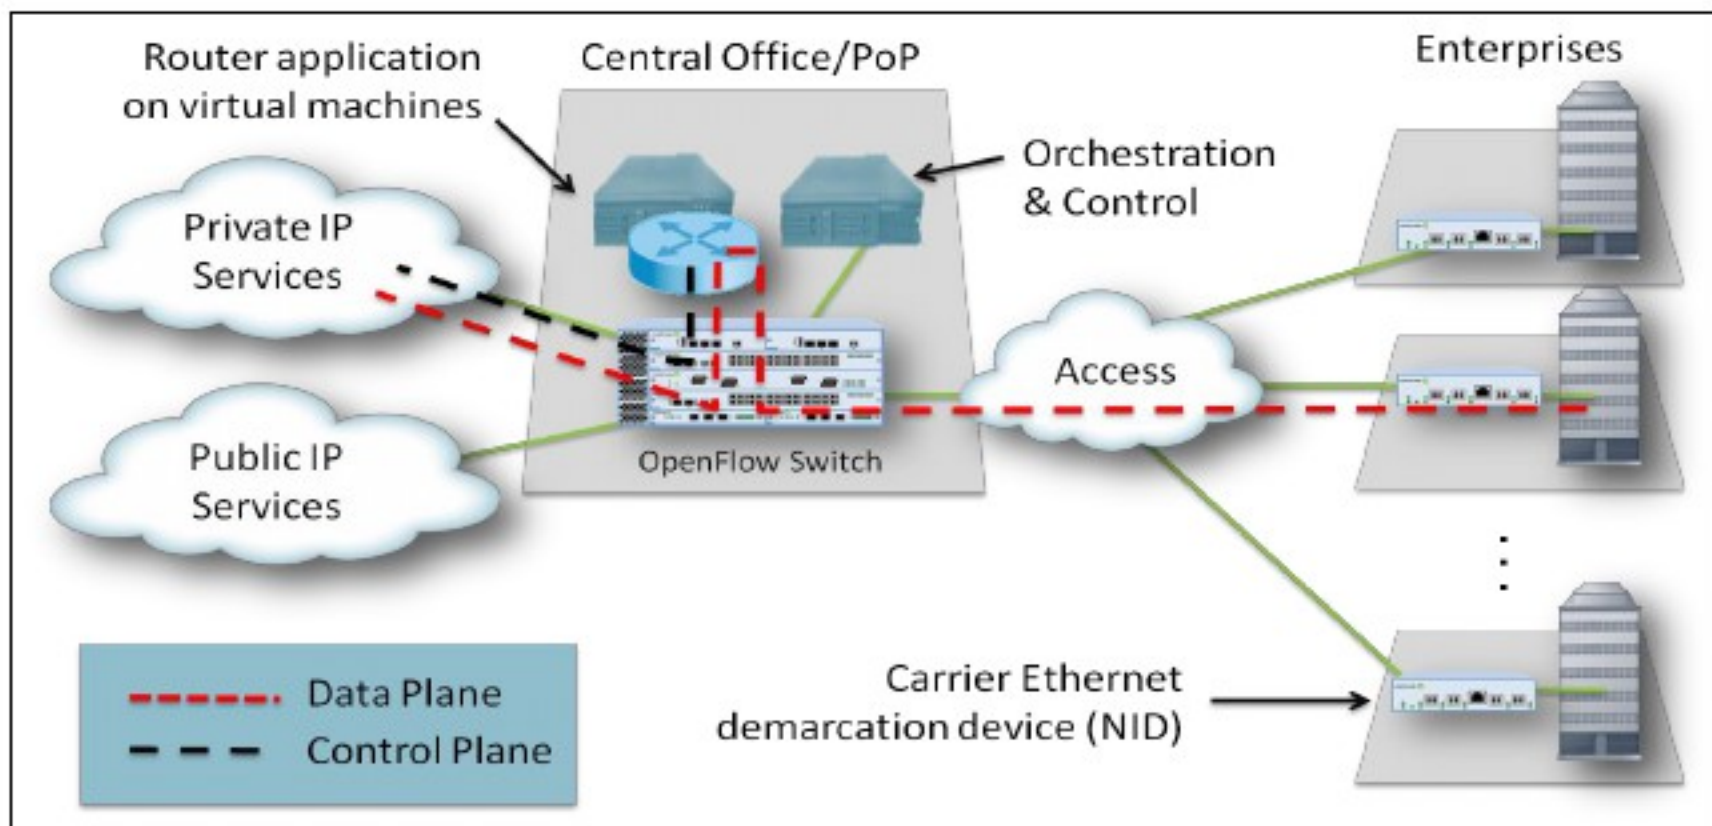 Router application
on virtual machines
Central Office/PoP
Enterprises
Orchestration
& Control
Private IP
Services
Access
Public IP
Services
OpenFlow Switch
Data Plane
Control Plane
Carrier Ethernet
demarcation device (NID)